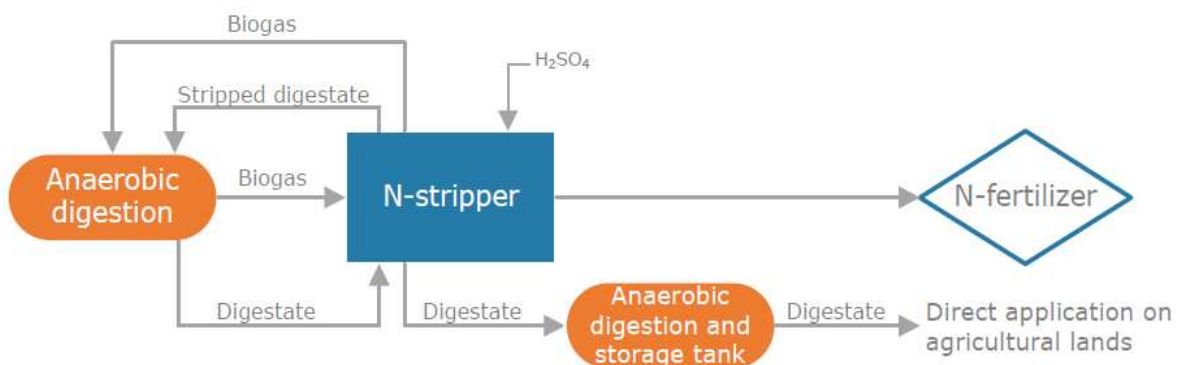 Biogas
H₂SO₄
Stripped digestate
Anaerobic
digestion
Biogas
N-stripper
N-fertilizer
Digestate
Digestate
Anaerobic
digestion and
storage tank
Digestate
Direct application on
agricultural lands